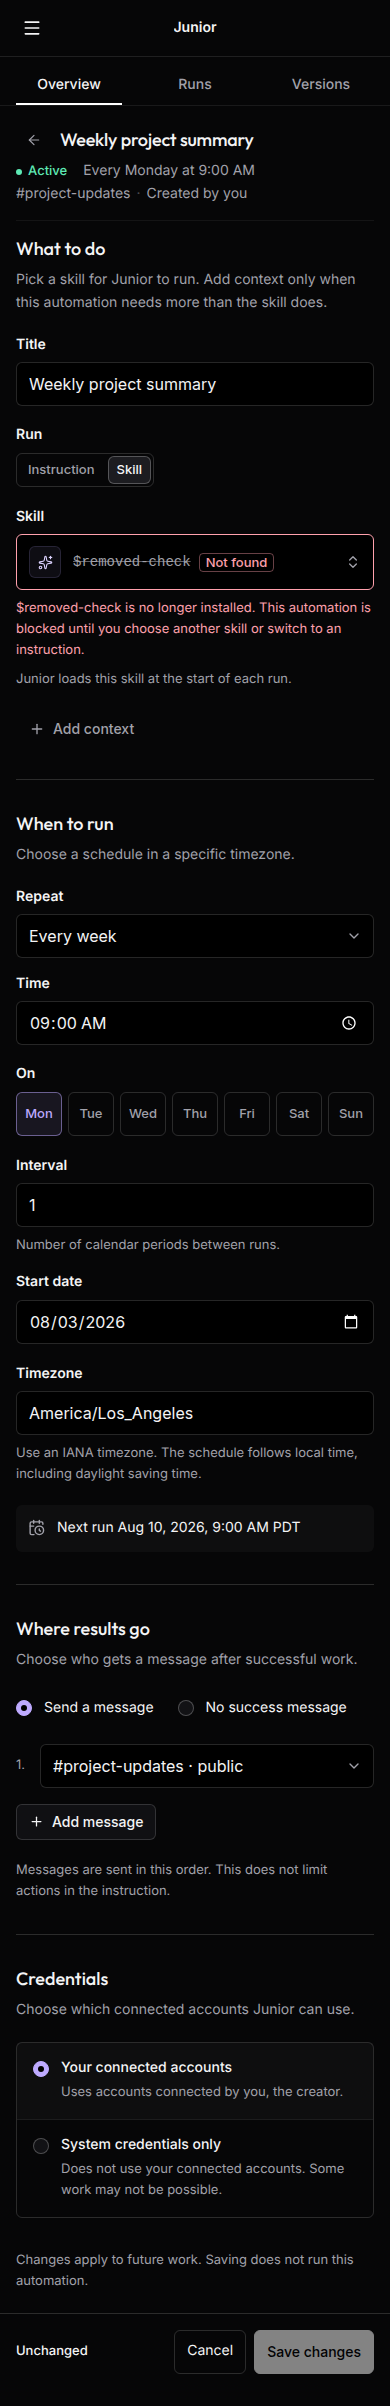 Junior
Overview
Runs
Versions
Weekly project summary
Active
Every Monday at 9:00 AM
#project-updates · Created by you
What to do
Pick a skill for Junior to run. Add context only when
this automation needs more than the skill does.
Title
Weekly project summary
Run
Instruction
Skill
Skill
$removed-check
Not found
$removed-check is no longer installed. This automation is
blocked until you choose another skill or switch to an
instruction.
Junior loads this skill at the start of each run.
+ Add context
When to run
Choose a schedule in a specific timezone.
Repeat
Every week
Time
09:00 AM
On
Mon
Tue
Wed
Thu
Fri
Sat
Sun
Interval
1
Number of calendar periods between runs.
Start date
08/03/2026
Timezone
America/Los_Angeles
Use an IANA timezone. The schedule follows local time,
including daylight saving time.
Next run Aug 10, 2026, 9:00 AM PDT
Where results go
Choose who gets a message after successful work.
Send a message
No success message
1.
#project-updates · public
+ Add message
Messages are sent in this order. This does not limit
actions in the instruction.
Credentials
Choose which connected accounts Junior can use.
Your connected accounts
Uses accounts connected by you, the creator.
System credentials only
Does not use your connected accounts. Some
work may not be possible.
Changes apply to future work. Saving does not run this
automation.
Unchanged
Cancel
Save changes